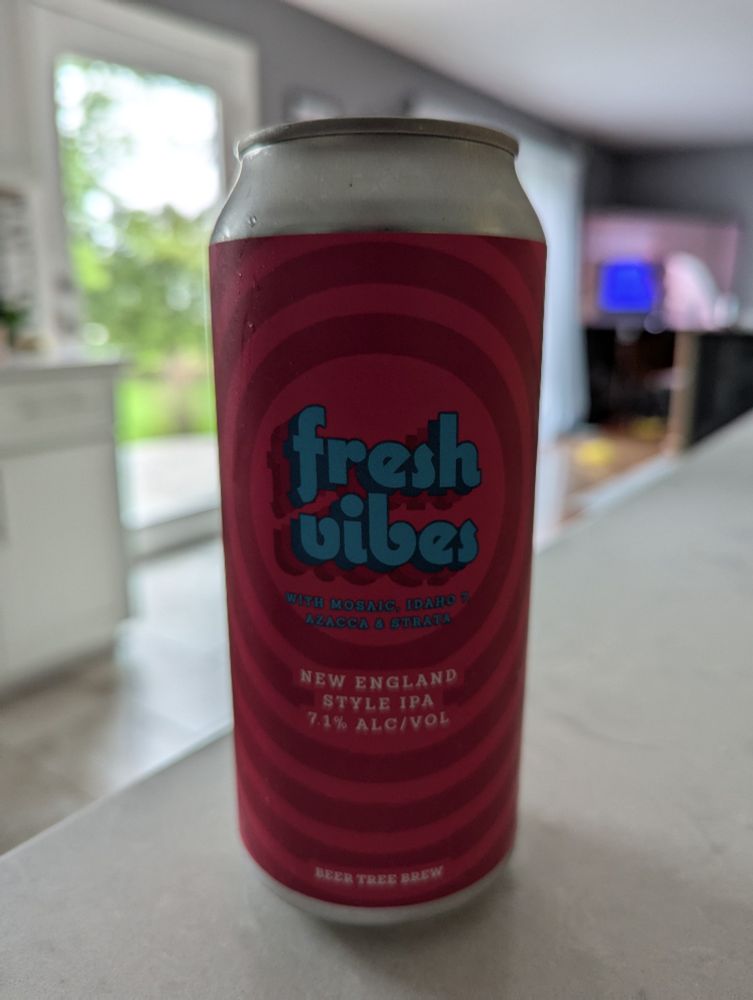 fresh
vibes
WITH MOSAIC, IDAHO 7,
AZACCA & STRATA
NEW ENGLAND
STYLE IPA
7.1% ALC/VOL
BEER TREE BREW